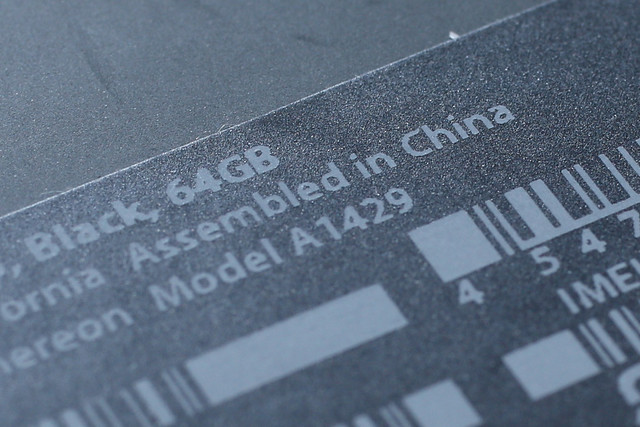 , Black, 64GB
ornia Assembled in China
hereon Model A1429
4 5 4 7
IMEI